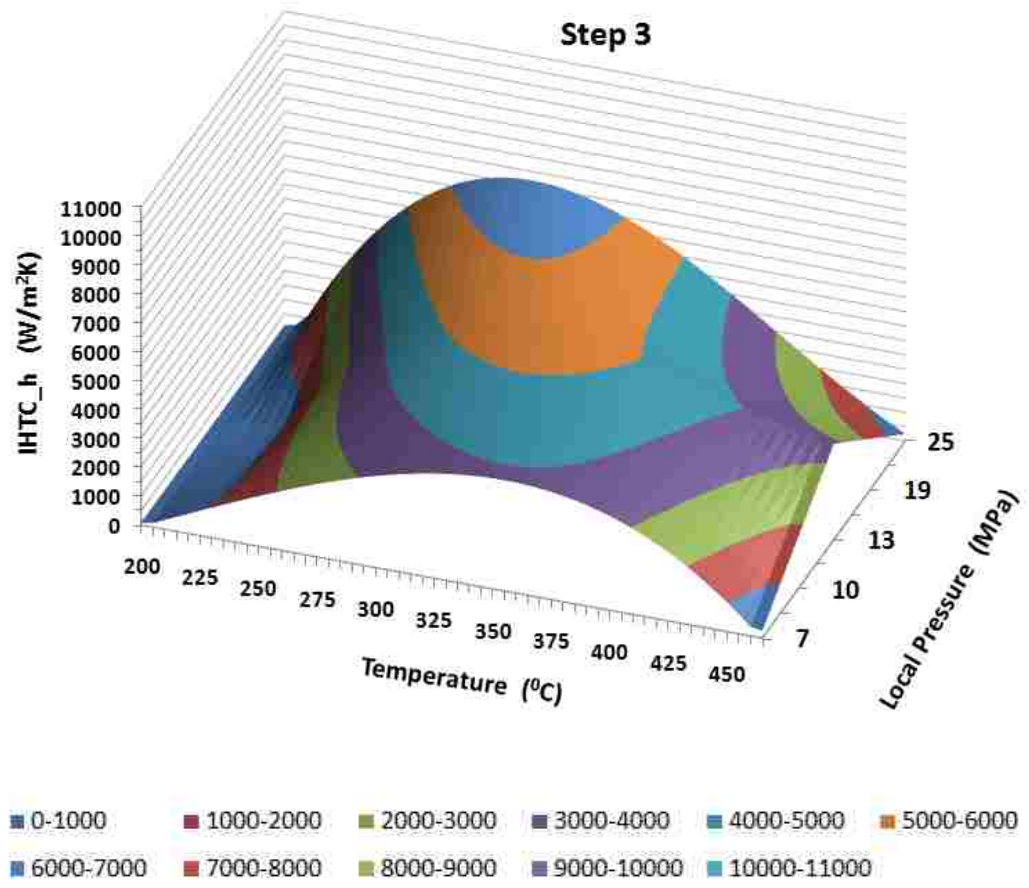 Step 3
IHTC_h (W/m²K)
11000
10000
9000
8000
7000
6000
5000
4000
3000
2000
1000
0
200 225 250 275 300 325 350 375 400 425 450
Temperature (⁰C)
25
19
13
10
7
Local Pressure (MPa)
0-1000 1000-2000 2000-3000 3000-4000 4000-5000 5000-6000
6000-7000 7000-8000 8000-9000 9000-10000 10000-11000